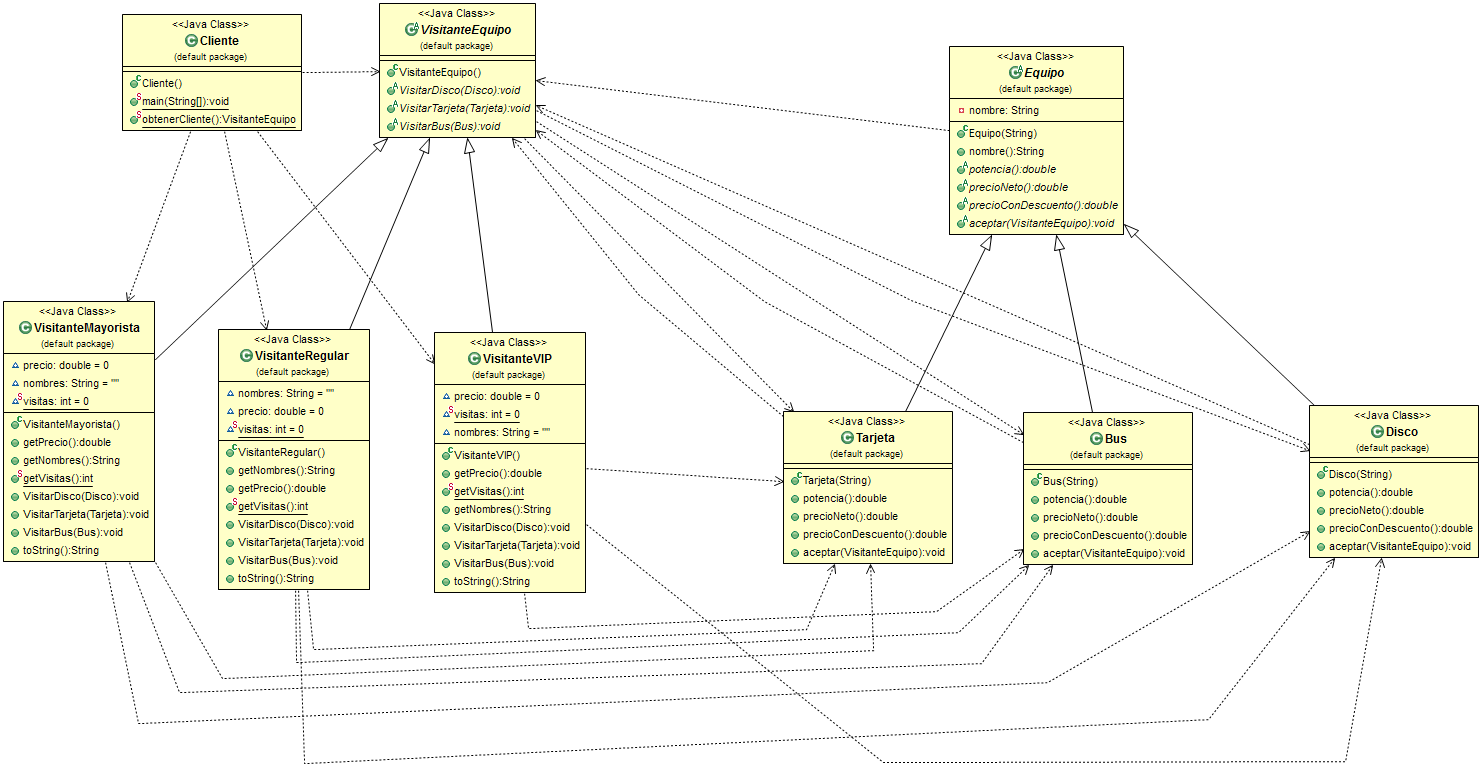 <<Java Class>>
Cliente
(default package)
Cliente()
main(String[]):void
obtenerCliente():VisitanteEquipo
<<Java Class>>
VisitanteEquipo
(default package)
VisitanteEquipo()
VisitarDisco(Disco):void
VisitarTarjeta(Tarjeta):void
VisitarBus(Bus):void
<<Java Class>>
Equipo
(default package)
nombre: String
Equipo(String)
nombre():String
potencia():double
precioNeto():double
precioConDescuento():double
aceptar(VisitanteEquipo):void
<<Java Class>>
VisitanteMayorista
(default package)
precio: double = 0
nombres: String = ""
visitas: int = 0
VisitanteMayorista()
getPrecio():double
getNombres():String
getVisitas():int
VisitarDisco(Disco):void
VisitarTarjeta(Tarjeta):void
VisitarBus(Bus):void
toString():String
<<Java Class>>
VisitanteRegular
(default package)
nombres: String = ""
precio: double = 0
visitas: int = 0
VisitanteRegular()
getNombres():String
getPrecio():double
getVisitas():int
VisitarDisco(Disco):void
VisitarTarjeta(Tarjeta):void
VisitarBus(Bus):void
toString():String
<<Java Class>>
VisitanteVIP
(default package)
precio: double = 0
visitas: int = 0
nombres: String = ""
VisitanteVIP()
getPrecio():double
getVisitas():int
getNombres():String
VisitarDisco(Disco):void
VisitarTarjeta(Tarjeta):void
VisitarBus(Bus):void
toString():String
<<Java Class>>
Tarjeta
(default package)
Tarjeta(String)
potencia():double
precioNeto():double
precioConDescuento():double
aceptar(VisitanteEquipo):void
<<Java Class>>
Bus
(default package)
Bus(String)
potencia():double
precioNeto():double
precioConDescuento():double
aceptar(VisitanteEquipo):void
<<Java Class>>
Disco
(default package)
Disco(String)
potencia():double
precioNeto():double
precioConDescuento():double
aceptar(VisitanteEquipo):void